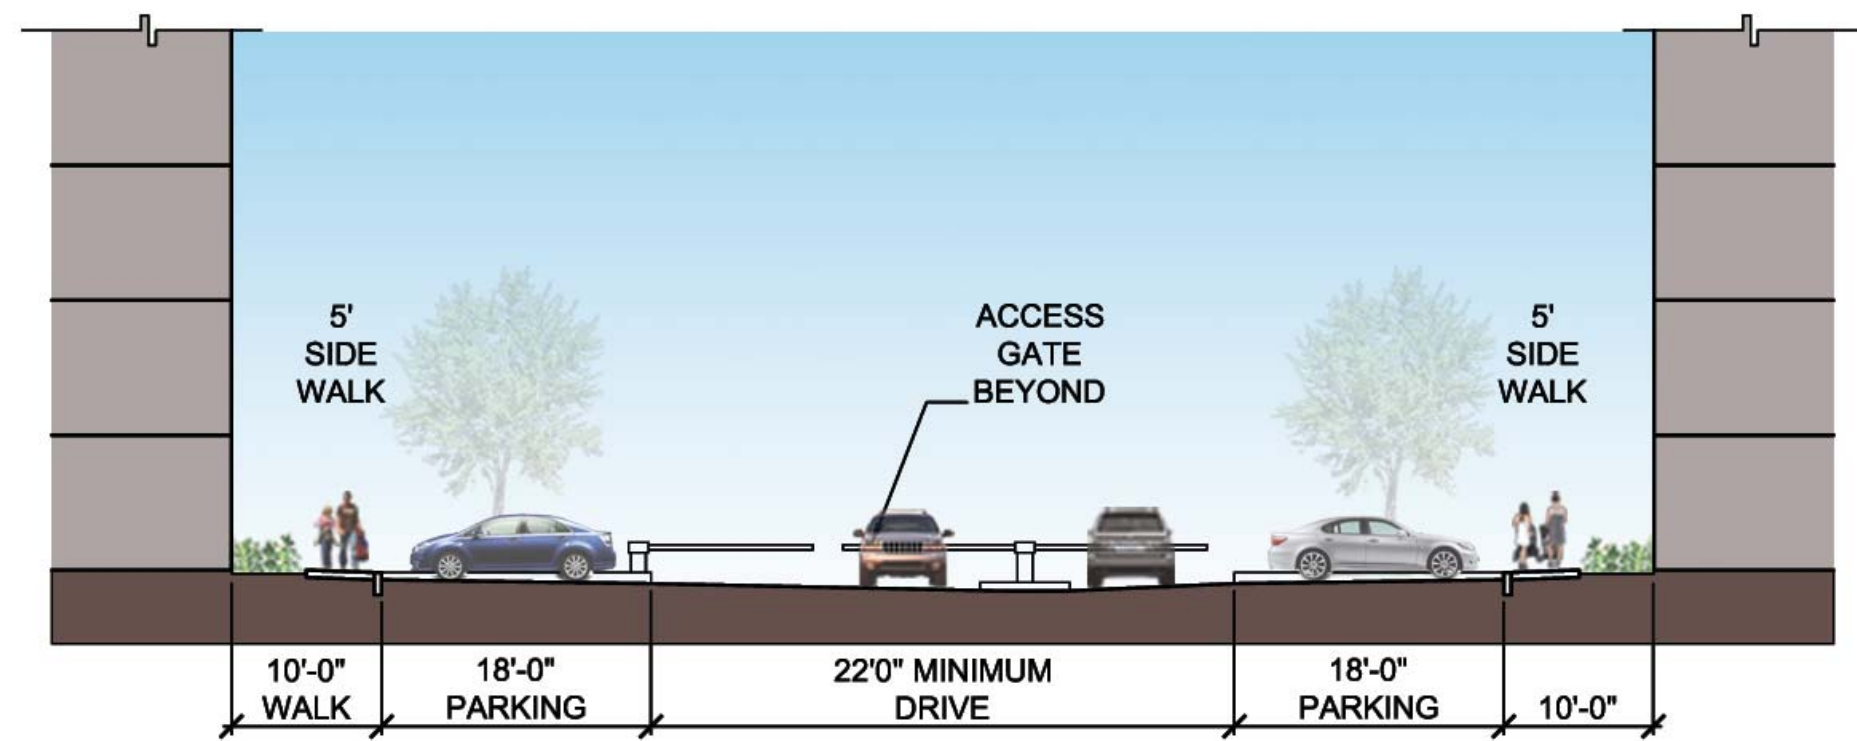 5'
SIDE
WALK
ACCESS
GATE
BEYOND
5'
SIDE
WALK
10'-0"
WALK
18'-0"
PARKING
22'0" MINIMUM
DRIVE
18'-0"
PARKING
10'-0"